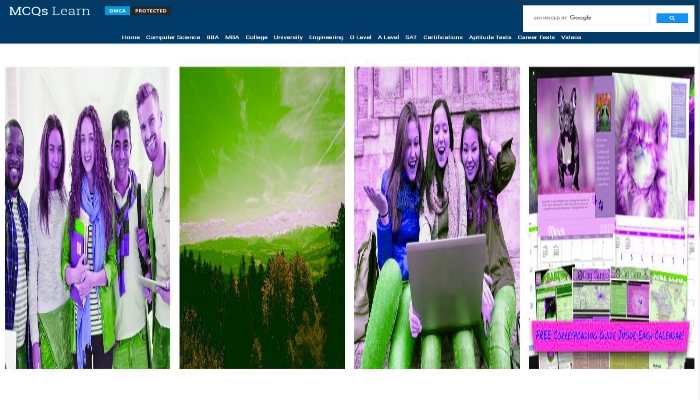 MCQs Learn
DMCA PROTECTED
ENHANCED BY Google
Home Computer Science BBA MBA College University Engineering O Level A Level SAT Certifications Aptitude Tests Career Tests Videos
FREE Corresponding Guide Inside Each Calendar!